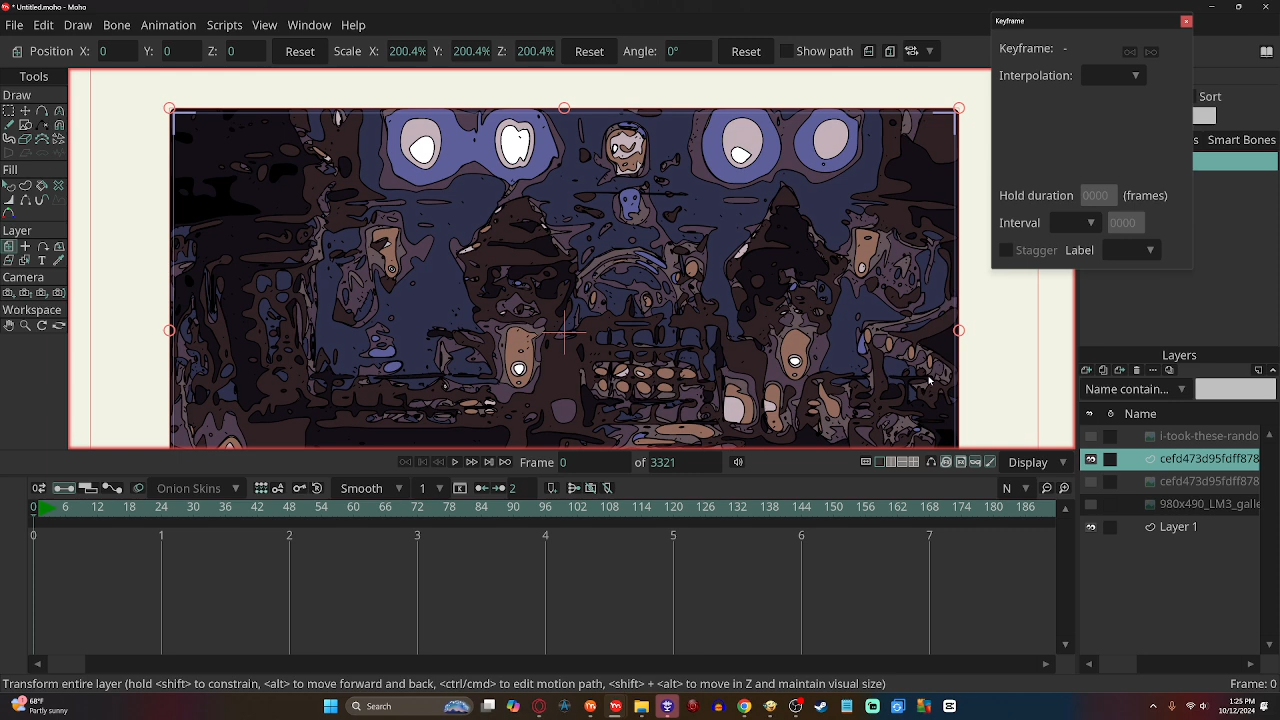 * Untitled.moho - Moho
File Edit Draw Bone Animation Scripts View Window Help
Position X: 0 Y: 0 Z: 0 Reset Scale X: 200.4% Y: 200.4% Z: 200.4% Reset Angle: 0° Reset Show path
Keyframe
Keyframe: -
Interpolation:
Hold duration 0000 (frames)
Interval 0000
Stagger Label
Tools
Draw
Fill
Layer
Camera
Workspace
Sort
s Smart Bones
Layers
Name contain...
Name
i-took-these-rando
cefd473d95fdff878
cefd473d95fdff878
980x490_LM3_galle
Layer 1
Frame 0 of 3321 Display
Onion Skins Smooth 1 2 N
0 6 12 18 24 30 36 42 48 54 60 66 72 78 84 90 96 102 108 114 120 126 132 138 144 150 156 162 168 174 180 186
0 1 2 3 4 5 6 7
Transform entire layer (hold <shift> to constrain, <alt> to move forward and back, <ctrl/cmd> to edit motion path, <shift> + <alt> to move in Z and maintain visual size)
Frame: 0
68°F
Partly sunny
Search
1:25 PM
10/12/2024